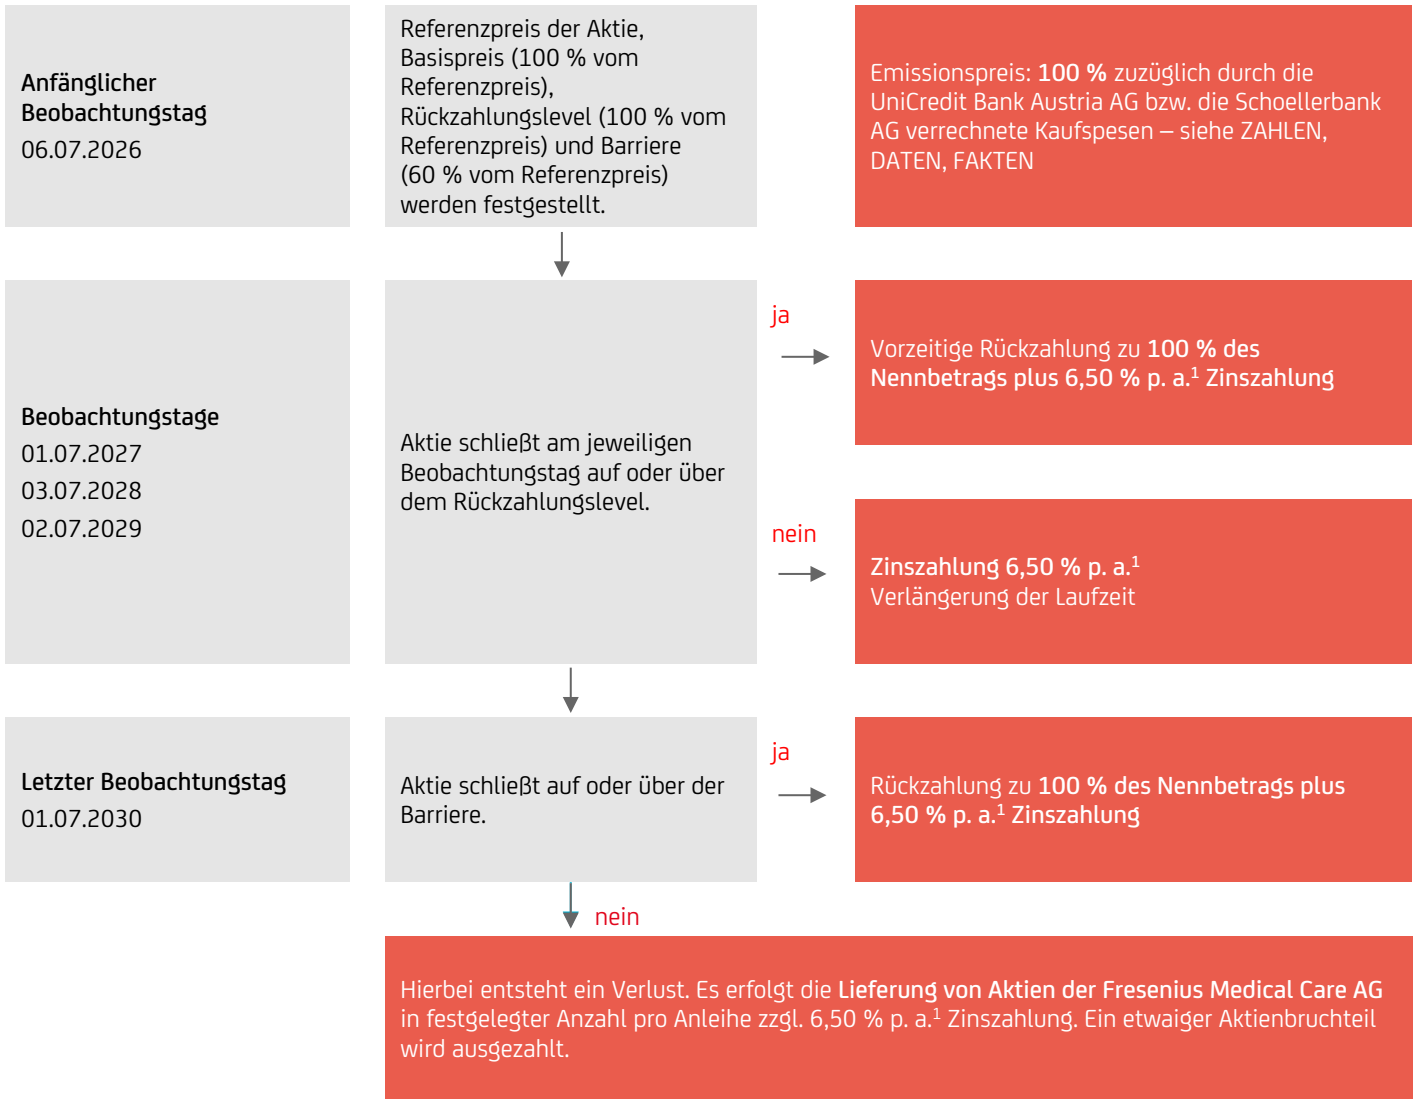 Anfänglicher
Beobachtungstag
06.07.2026
Referenzpreis der Aktie,
Basispreis (100 % vom
Referenzpreis),
Rückzahlungslevel (100 % vom
Referenzpreis) und Barriere
(60 % vom Referenzpreis)
werden festgestellt.
Emissionspreis: 100 % zuzüglich durch die
UniCredit Bank Austria AG bzw. die Schoellerbank
AG verrechnete Kaufspesen – siehe ZAHLEN,
DATEN, FAKTEN
Beobachtungstage
01.07.2027
03.07.2028
02.07.2029
Aktie schließt am jeweiligen
Beobachtungstag auf oder über
dem Rückzahlungslevel.
ja
Vorzeitige Rückzahlung zu 100 % des
Nennbetrags plus 6,50 % p. a.¹ Zinszahlung
nein
Zinszahlung 6,50 % p. a.¹
Verlängerung der Laufzeit
Letzter Beobachtungstag
01.07.2030
Aktie schließt auf oder über der
Barriere.
ja
Rückzahlung zu 100 % des Nennbetrags plus
6,50 % p. a.¹ Zinszahlung
nein
Hierbei entsteht ein Verlust. Es erfolgt die Lieferung von Aktien der Fresenius Medical Care AG
in festgelegter Anzahl pro Anleihe zzgl. 6,50 % p. a.¹ Zinszahlung. Ein etwaiger Aktienbruchteil
wird ausgezahlt.